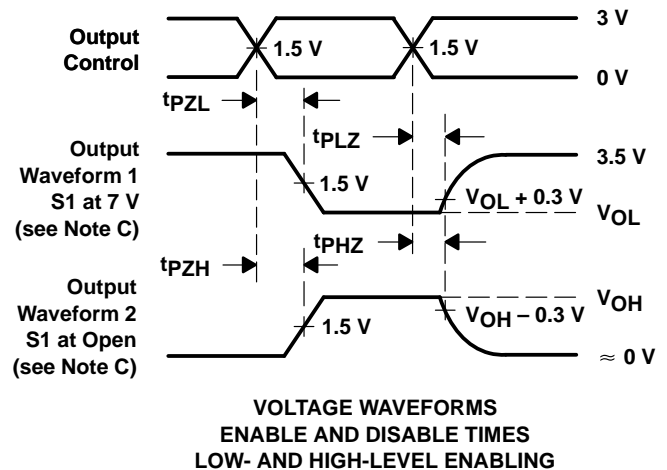 Output
Control
1.5 V
1.5 V
3 V
0 V
tPZL
tPLZ
Output
Waveform 1
S1 at 7 V
(see Note C)
1.5 V
VOL + 0.3 V
3.5 V
VOL
tPZH
tPHZ
Output
Waveform 2
S1 at Open
(see Note C)
1.5 V
VOH – 0.3 V
VOH
≈ 0 V
VOLTAGE WAVEFORMS
ENABLE AND DISABLE TIMES
LOW- AND HIGH-LEVEL ENABLING